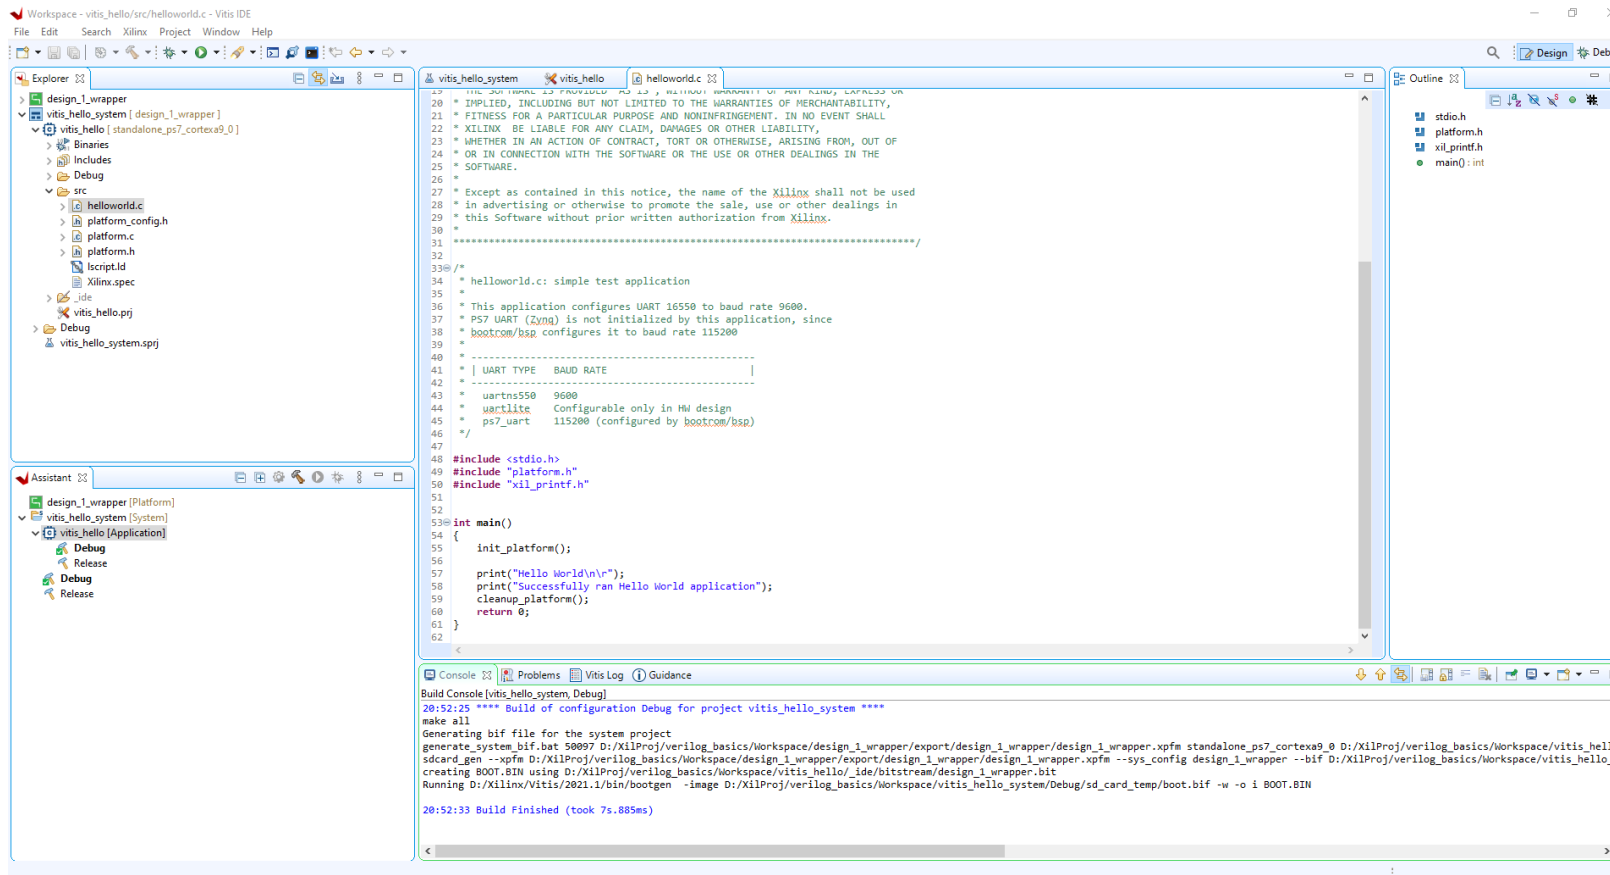 Workspace - vitis_hello/src/helloworld.c - Vitis IDE
File Edit Search Xilinx Project Window Help
Design
Deb
Explorer
design_1_wrapper
vitis_hello_system [ design_1_wrapper ]
vitis_hello [ standalone_ps7_cortexa9_0 ]
Binaries
Includes
Debug
src
helloworld.c
platform_config.h
platform.c
platform.h
lscript.ld
Xilinx.spec
_ide
vitis_hello.prj
Debug
vitis_hello_system.sprj
Assistant
design_1_wrapper [Platform]
vitis_hello_system [System]
vitis_hello [Application]
Debug
Release
Debug
Release
vitis_hello_system
vitis_hello
helloworld.c
19 * THE SOFTWARE IS PROVIDED "AS IS", WITHOUT WARRANTY OF ANY KIND, EXPRESS OR
20 * IMPLIED, INCLUDING BUT NOT LIMITED TO THE WARRANTIES OF MERCHANTABILITY,
21 * FITNESS FOR A PARTICULAR PURPOSE AND NONINFRINGEMENT. IN NO EVENT SHALL
22 * XILINX  BE LIABLE FOR ANY CLAIM, DAMAGES OR OTHER LIABILITY,
23 * WHETHER IN AN ACTION OF CONTRACT, TORT OR OTHERWISE, ARISING FROM, OUT OF
24 * OR IN CONNECTION WITH THE SOFTWARE OR THE USE OR OTHER DEALINGS IN THE
25 * SOFTWARE.
26 *
27 * Except as contained in this notice, the name of the Xilinx shall not be used
28 * in advertising or otherwise to promote the sale, use or other dealings in
29 * this Software without prior written authorization from Xilinx.
30 *
31 ******************************************************************************/
32
33 /*
34  * helloworld.c: simple test application
35  *
36  * This application configures UART 16550 to baud rate 9600.
37  * PS7 UART (Zynq) is not initialized by this application, since
38  * bootrom/bsp configures it to baud rate 115200
39  *
40  * ------------------------------------------------
41  * | UART TYPE   BAUD RATE                        |
42  * ------------------------------------------------
43  *   uartns550   9600
44  *   uartlite    Configurable only in HW design
45  *   ps7_uart    115200 (configured by bootrom/bsp)
46  */
47
48 #include <stdio.h>
49 #include "platform.h"
50 #include "xil_printf.h"
51
52
53 int main()
54 {
55     init_platform();
56
57     print("Hello World\n\r");
58     print("Successfully ran Hello World application");
59     cleanup_platform();
60     return 0;
61 }
62
Outline
stdio.h
platform.h
xil_printf.h
main() : int
Console
Problems
Vitis Log
Guidance
Build Console [vitis_hello_system, Debug]
20:52:25 **** Build of configuration Debug for project vitis_hello_system ****
make all
Generating bif file for the system project
generate_system_bif.bat 50097 D:/XilProj/verilog_basics/Workspace/design_1_wrapper/export/design_1_wrapper/design_1_wrapper.xpfm standalone_ps7_cortexa9_0 D:/XilProj/verilog_basics/Workspace/vitis_hell
sdcard_gen --xpfm D:/XilProj/verilog_basics/Workspace/design_1_wrapper/export/design_1_wrapper/design_1_wrapper.xpfm --sys_config design_1_wrapper --bif D:/XilProj/verilog_basics/Workspace/vitis_hello_
creating BOOT.BIN using D:/XilProj/verilog_basics/Workspace/vitis_hello/_ide/bitstream/design_1_wrapper.bit
Running D:/Xilinx/Vitis/2021.1/bin/bootgen  -image D:/XilProj/verilog_basics/Workspace/vitis_hello_system/Debug/sd_card_temp/boot.bif -w -o i BOOT.BIN
20:52:33 Build Finished (took 7s.885ms)